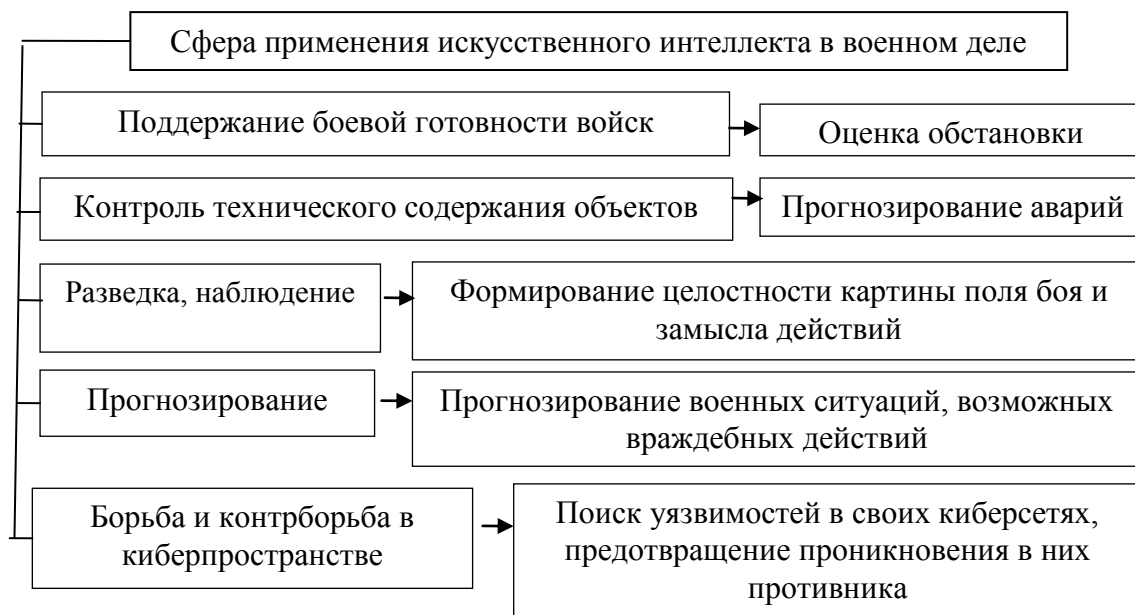 Сфера применения искусственного интеллекта в военном деле
Поддержание боевой готовности войск
Оценка обстановки
Контроль технического содержания объектов
Прогнозирование аварий
Разведка, наблюдение
Формирование целостности картины поля боя и
замысла действий
Прогнозирование
Прогнозирование военных ситуаций, возможных
враждебных действий
Борьба и контрборьба в
киберпространстве
Поиск уязвимостей в своих киберсетях,
предотвращение проникновения в них
противника